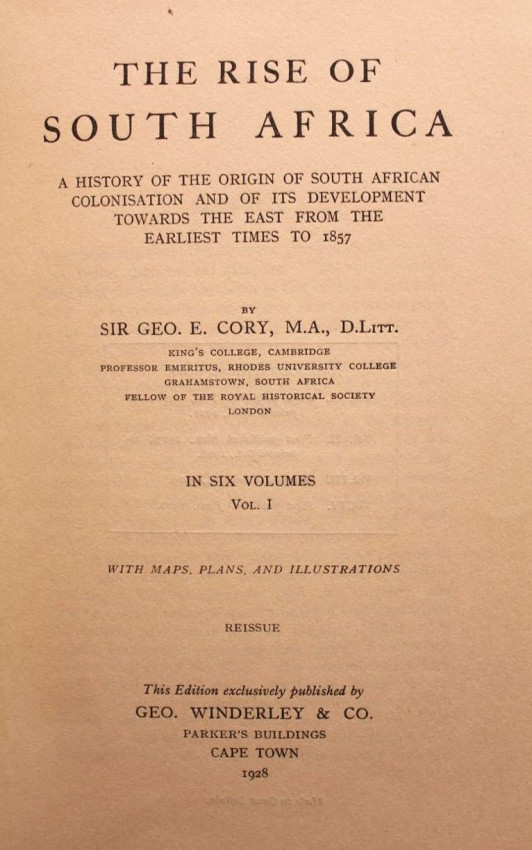 THE RISE OF
SOUTH AFRICA
A HISTORY OF THE ORIGIN OF SOUTH AFRICAN
COLONISATION AND OF ITS DEVELOPMENT
TOWARDS THE EAST FROM THE
EARLIEST TIMES TO 1857
BY
SIR GEO. E. CORY, M.A., D.LITT.
KING'S COLLEGE, CAMBRIDGE
PROFESSOR EMERITUS, RHODES UNIVERSITY COLLEGE
GRAHAMSTOWN, SOUTH AFRICA
FELLOW OF THE ROYAL HISTORICAL SOCIETY
LONDON
IN SIX VOLUMES
VOL. I
WITH MAPS, PLANS, AND ILLUSTRATIONS
REISSUE
This Edition exclusively published by
GEO. WINDERLEY & CO.
PARKER'S BUILDINGS
CAPE TOWN
1928